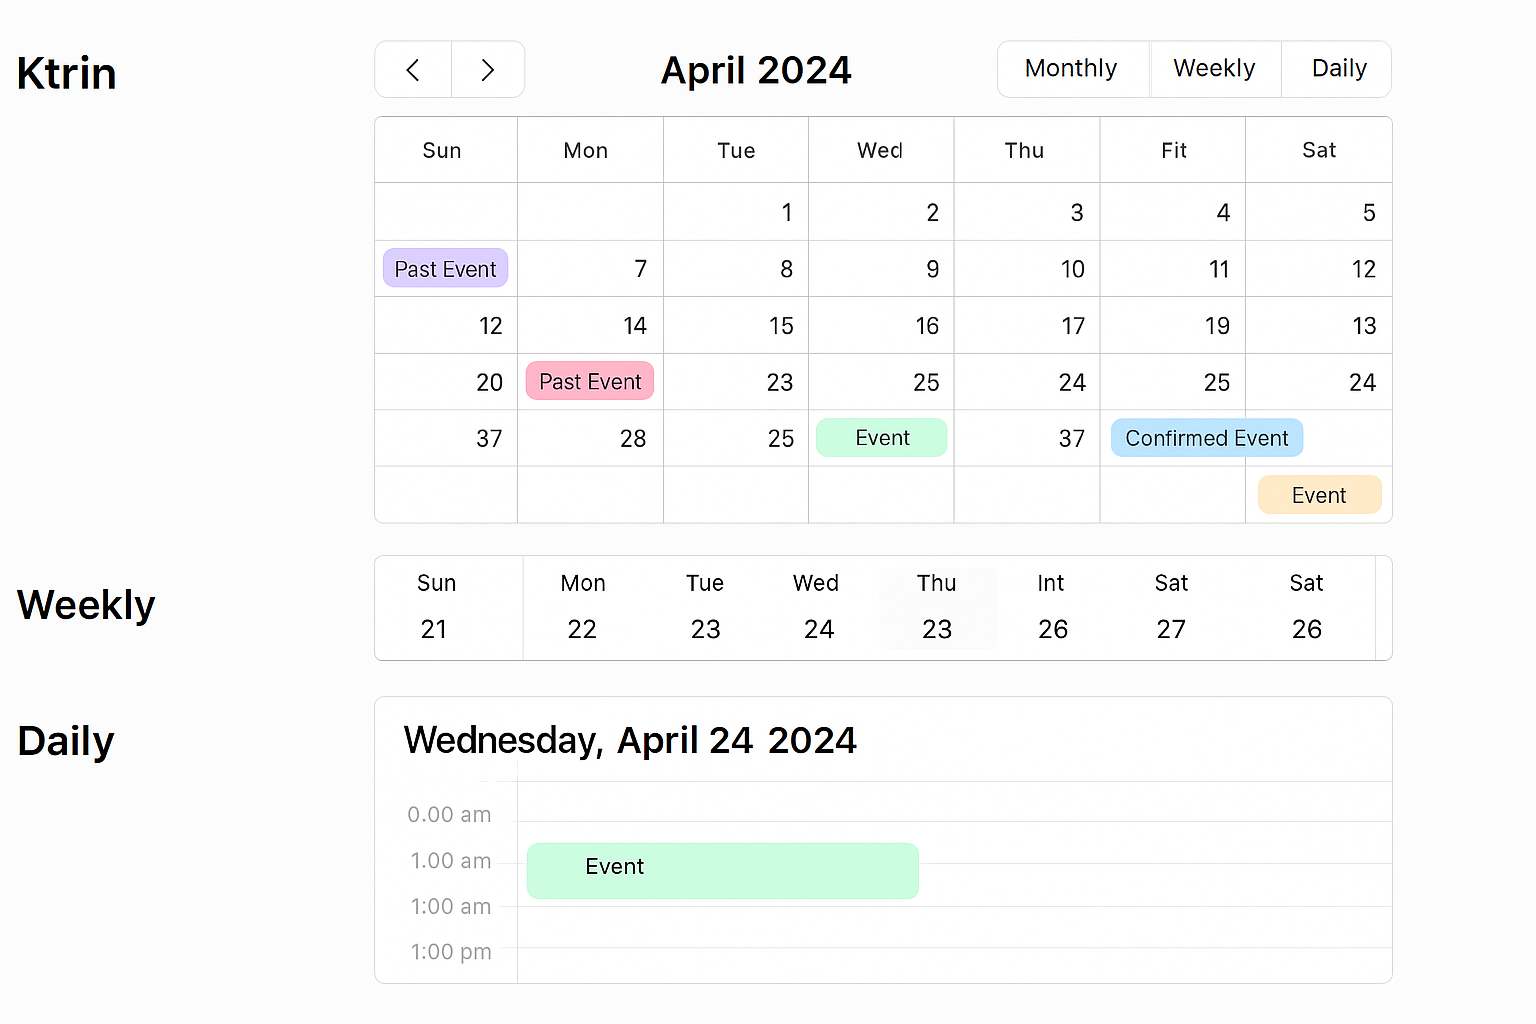 Ktrin
April 2024
Monthly Weekly Daily
Sun Mon Tue Wed Thu Fit Sat
1 2 3 4 5
Past Event 7 8 9 10 11 12
12 14 15 16 17 19 13
20 Past Event 23 25 24 25 24
37 28 25 Event 37 Confirmed Event
Event
Weekly
Sun Mon Tue Wed Thu Int Sat Sat
21 22 23 24 23 26 27 26
Daily
Wednesday, April 24 2024
0.00 am
1.00 am Event
1:00 am
1:00 pm